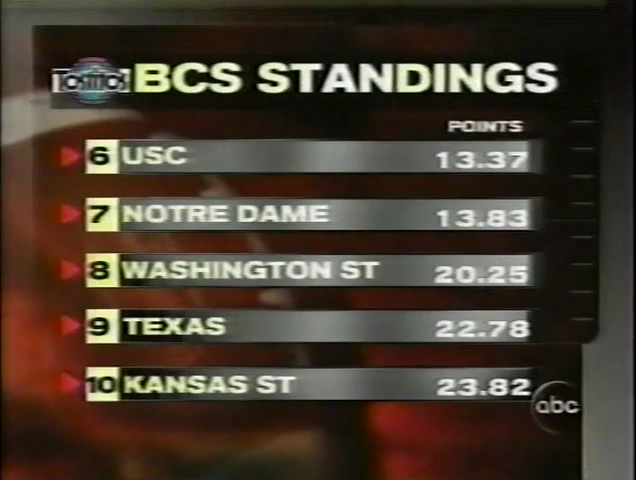 TOSTITOS BCS STANDINGS
POINTS
6 USC 13.37
7 NOTRE DAME 13.83
8 WASHINGTON ST 20.25
9 TEXAS 22.78
10 KANSAS ST 23.82
abc